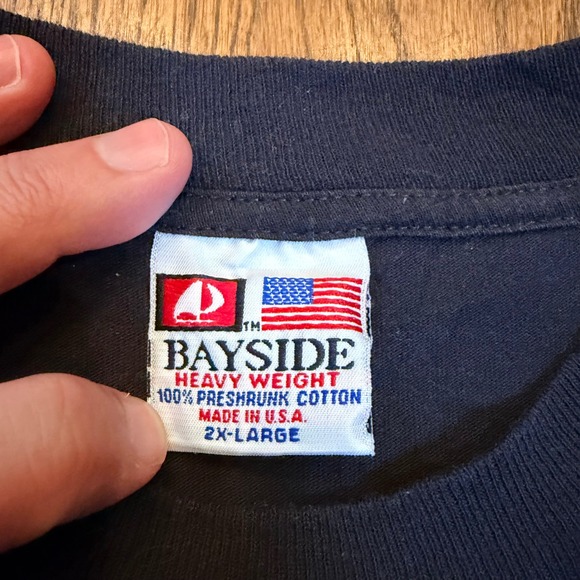 ™
BAYSIDE
HEAVY WEIGHT
100% PRESHRUNK COTTON
MADE IN U.S.A.
2X-LARGE